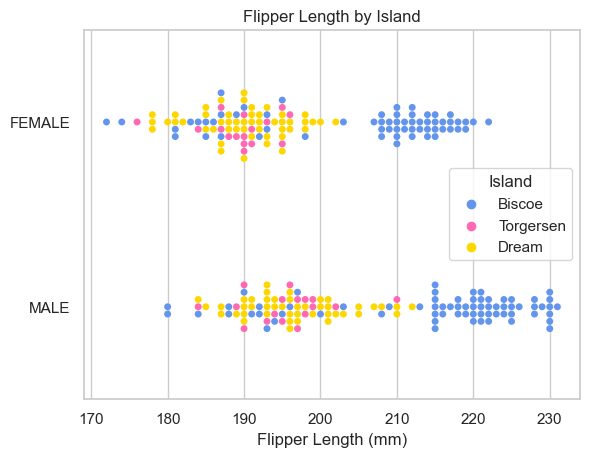 Flipper Length by Island
FEMALE
MALE
Island
Biscoe
Torgersen
Dream
170 180 190 200 210 220 230
Flipper Length (mm)